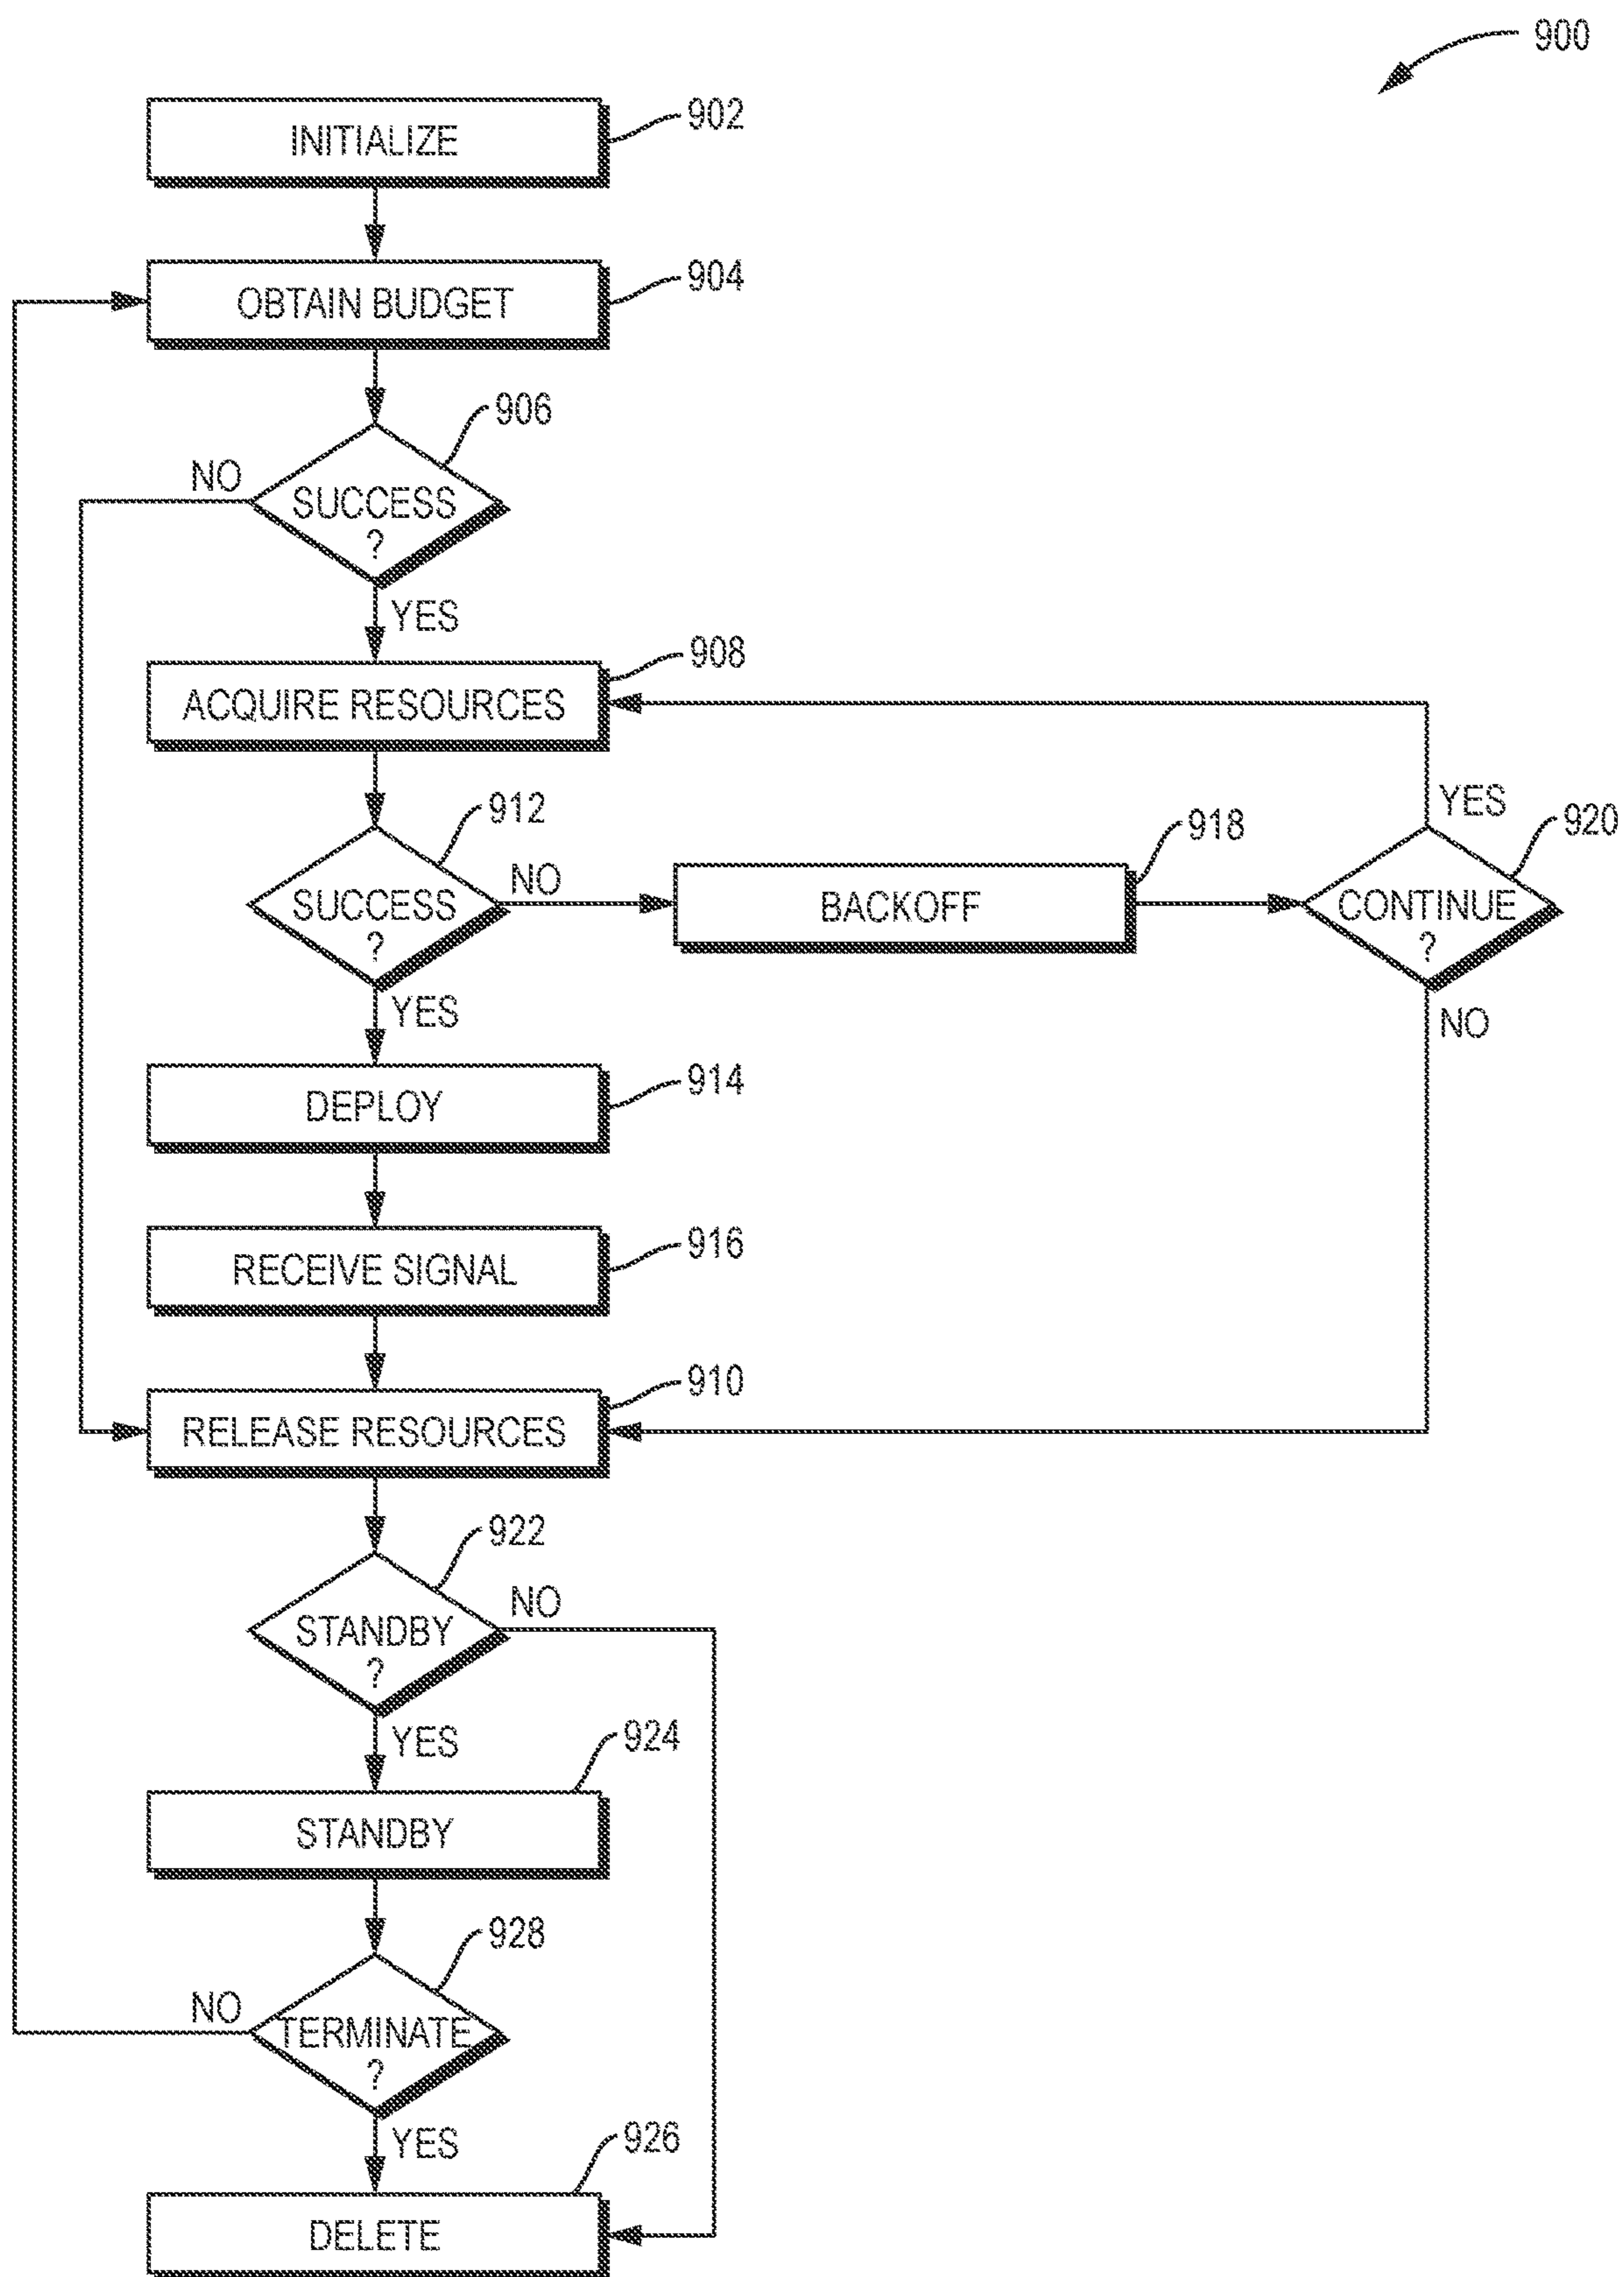 900
INITIALIZE
902
OBTAIN BUDGET
904
906
NO
SUCCESS
?
YES
908
ACQUIRE RESOURCES
912
NO
SUCCESS
?
YES
918
BACKOFF
YES
920
CONTINUE
?
NO
914
DEPLOY
916
RECEIVE SIGNAL
910
RELEASE RESOURCES
922
NO
STANDBY
?
YES
924
STANDBY
928
NO
TERMINATE
?
YES
926
DELETE